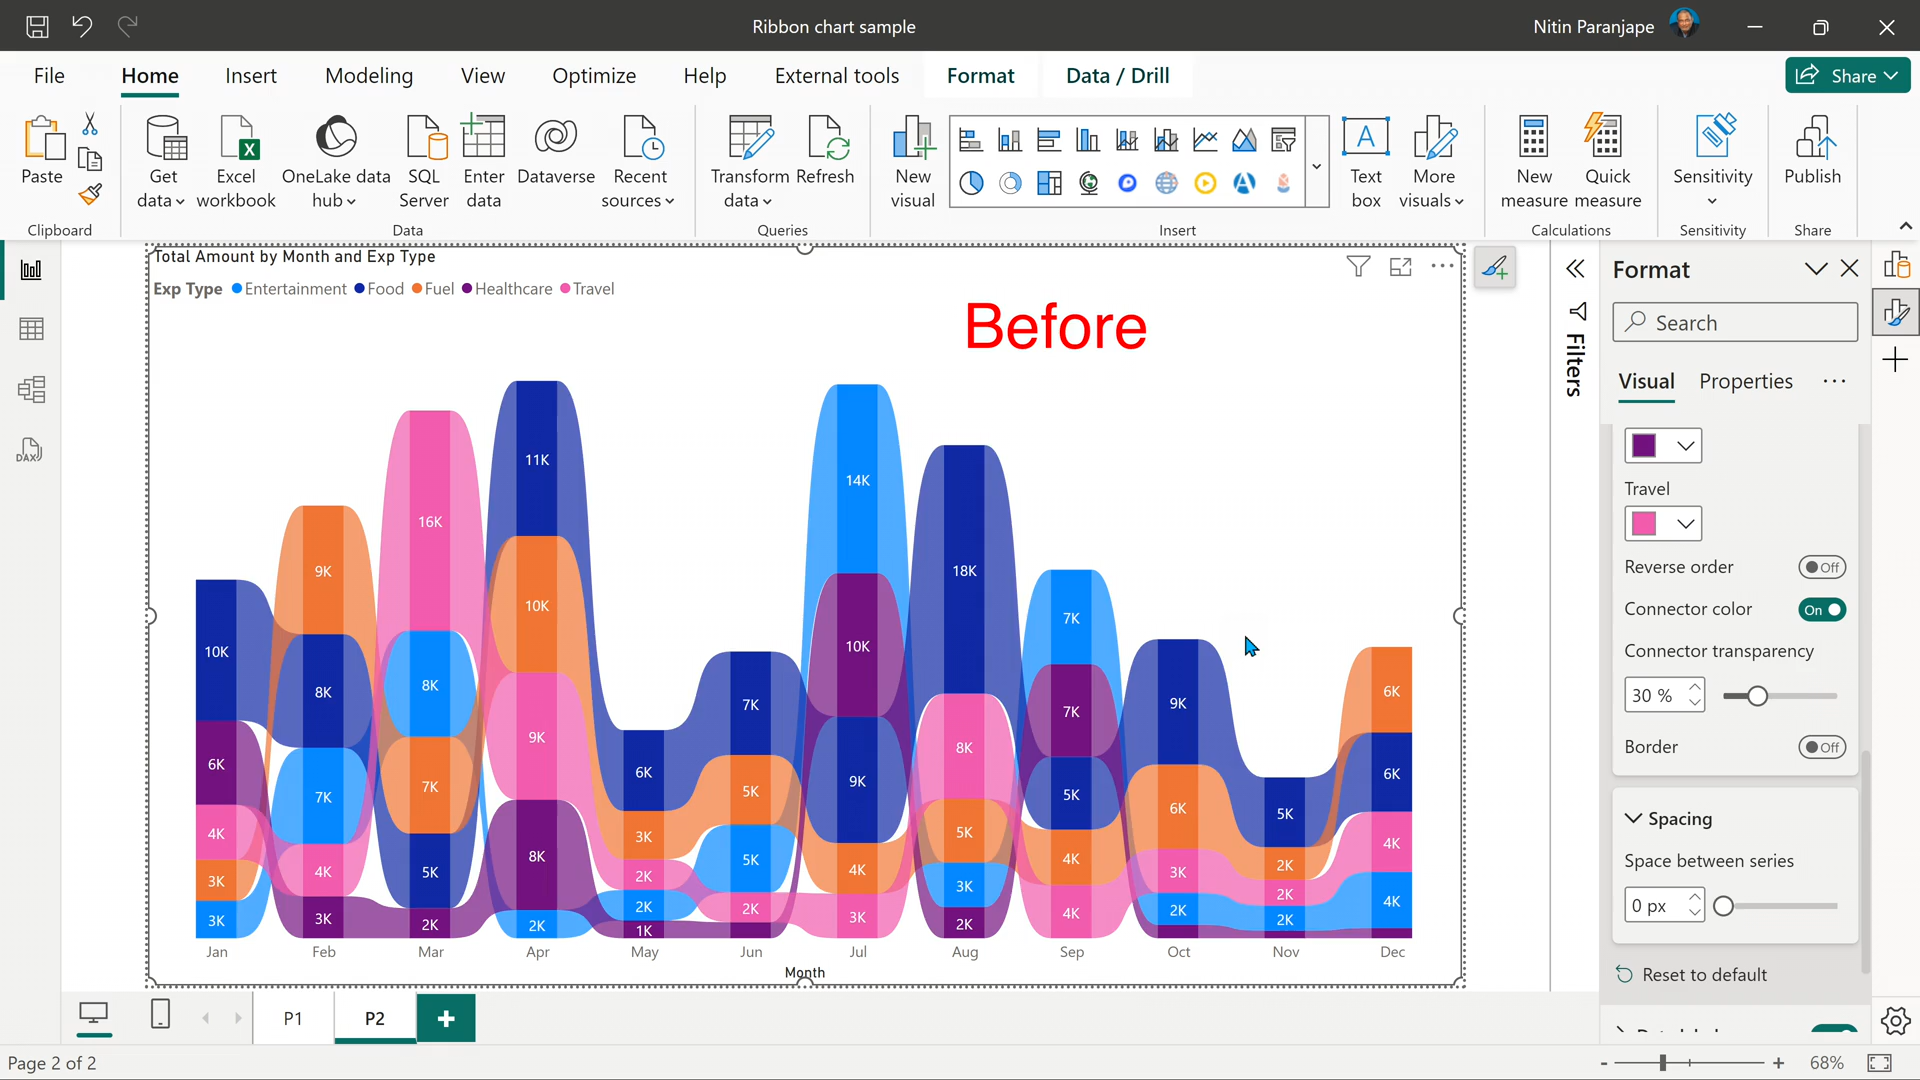 Ribbon chart sample
Nitin Paranjape
File Home Insert Modeling View Optimize Help External tools Format Data / Drill Share
Paste
Clipboard
Get data
Excel workbook
OneLake data hub
SQL Server
Enter data
Dataverse
Recent sources
Data
Transform data
Refresh
Queries
New visual
Insert
A
Text box
More visuals
New measure
Quick measure
Calculations
Sensitivity
Sensitivity
Publish
Share
DAX
Total Amount by Month and Exp Type
Exp Type Entertainment Food Fuel Healthcare Travel
Before
10K
6K
4K
3K
3K
Jan
9K
8K
7K
4K
3K
Feb
16K
8K
7K
5K
2K
Mar
11K
10K
9K
8K
2K
Apr
6K
3K
2K
2K
1K
May
7K
5K
5K
2K
Jun
14K
10K
9K
4K
3K
Jul
18K
8K
5K
3K
2K
Aug
7K
7K
5K
4K
4K
Sep
9K
6K
3K
2K
Oct
5K
2K
2K
2K
Nov
6K
6K
4K
4K
Dec
Month
Filters
Format
Search
Visual Properties
Travel
Reverse order Off
Connector color On
Connector transparency
30 %
Border Off
Spacing
Space between series
0 px
Reset to default
P1 P2
Page 2 of 2
- + 68%